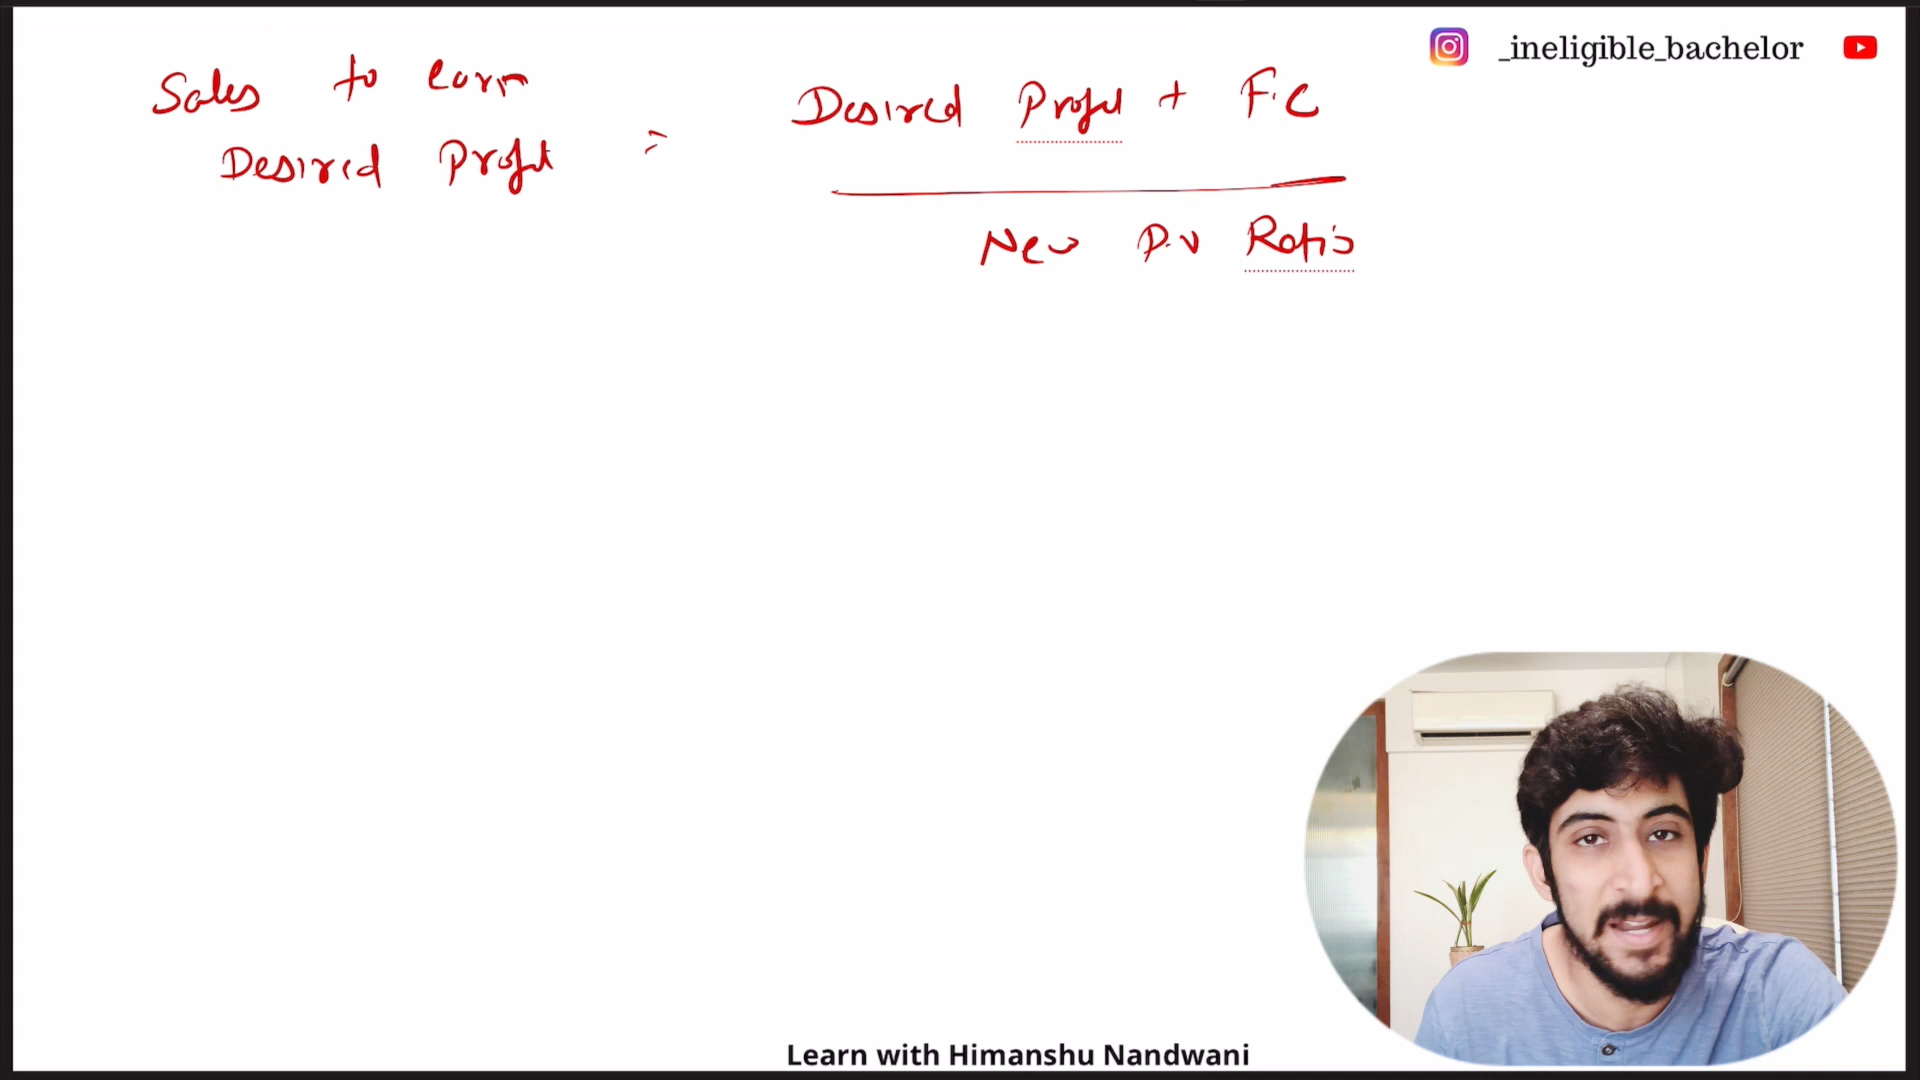 _ineligible_bachelor
Sales to earn
Desired Profit =
Desired Profit + F.C
New P.V Ratio
Learn with Himanshu Nandwani